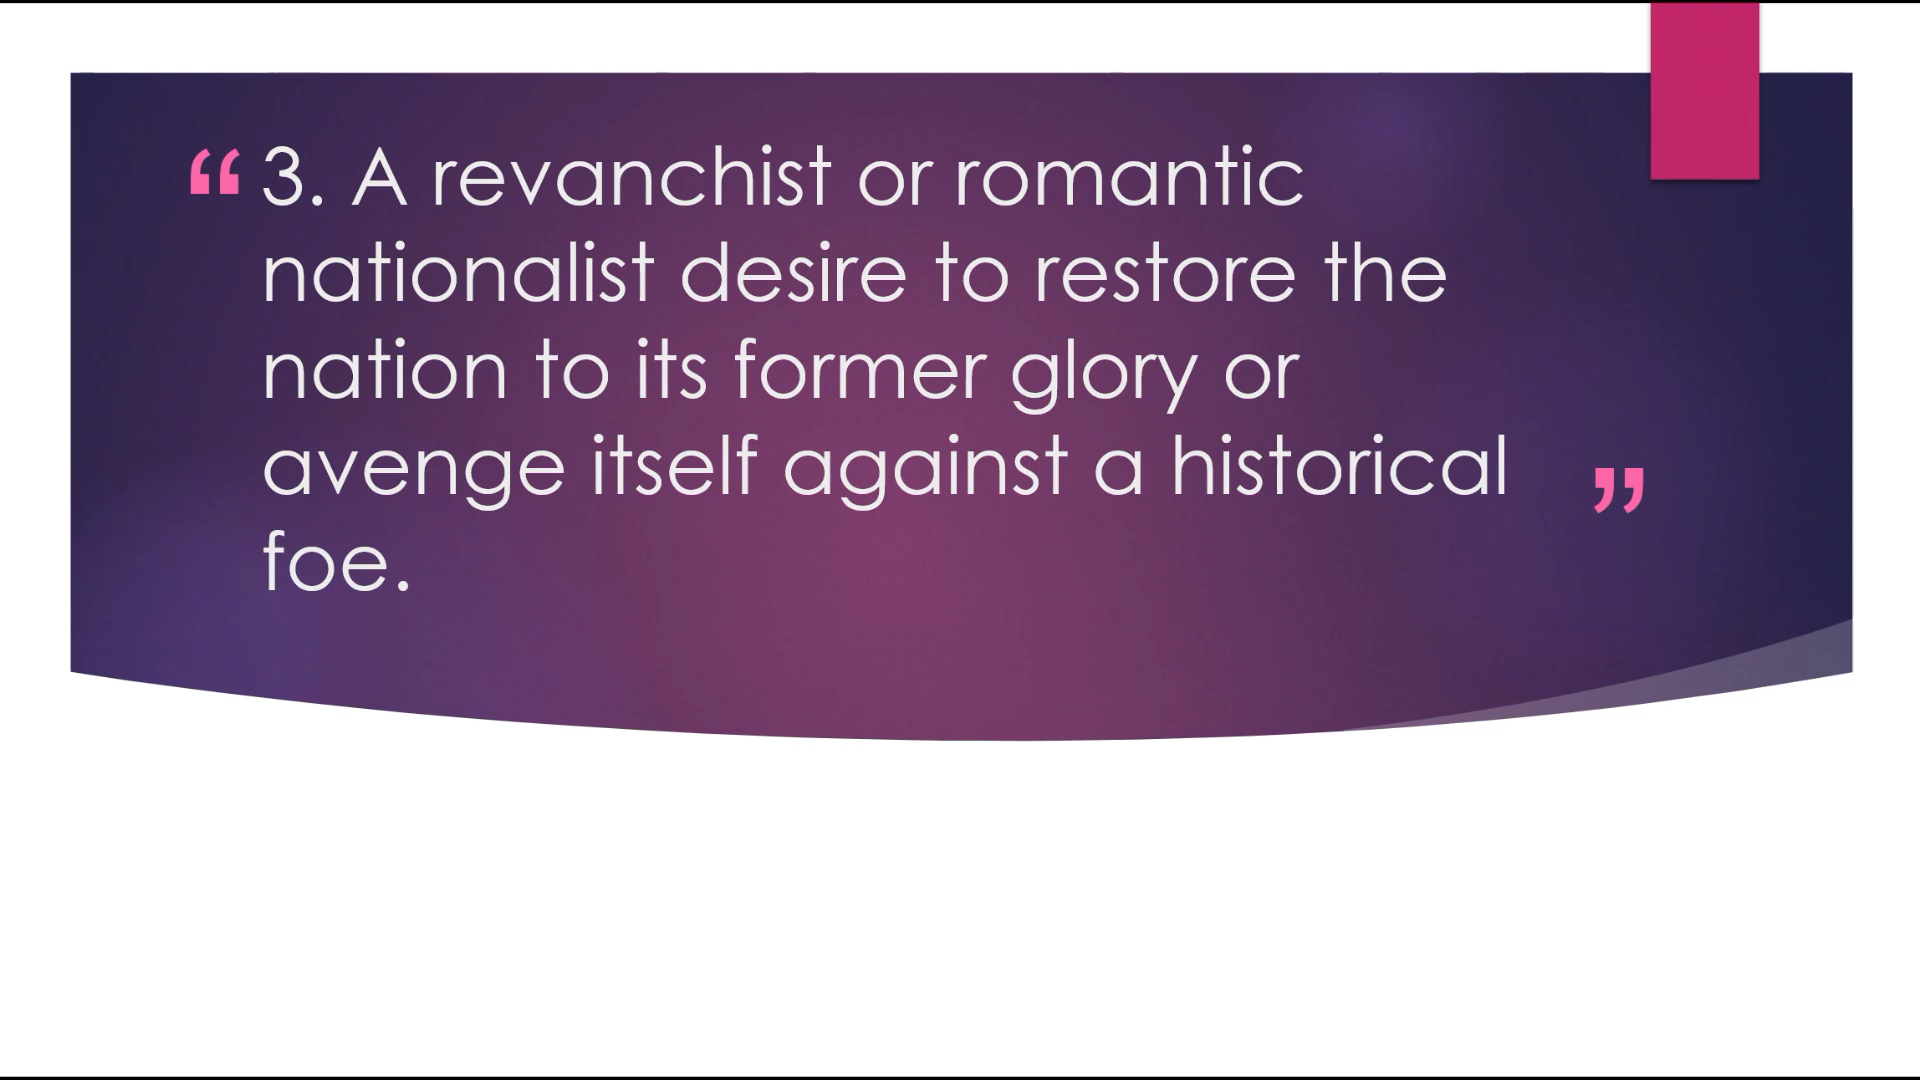 “ 3. A revanchist or romantic
nationalist desire to restore the
nation to its former glory or
avenge itself against a historical ”
foe.